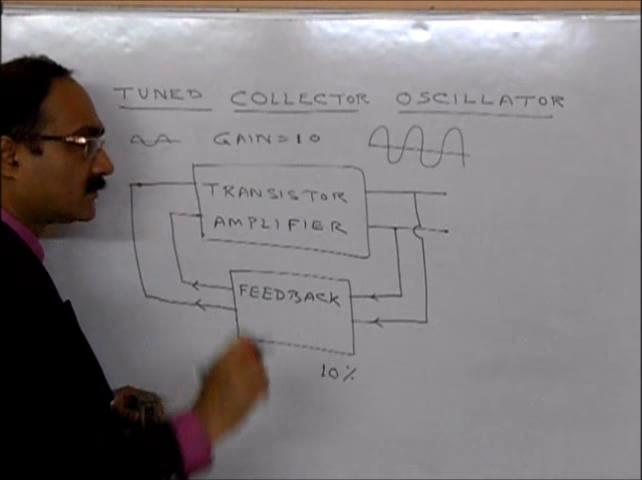 TUNED COLLECTOR OSCILLATOR
GAIN=10
TRANSISTOR
AMPLIFIER
FEEDBACK
10%